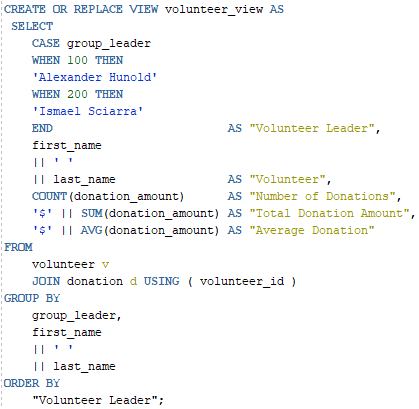 CREATE OR REPLACE VIEW volunteer_view AS
SELECT
CASE group_leader
WHEN 100 THEN
'Alexander Hunold'
WHEN 200 THEN
'Ismael Sciarra'
END AS "Volunteer Leader",
first_name
|| ' '
|| last_name AS "Volunteer",
COUNT(donation_amount) AS "Number of Donations",
'$' || SUM(donation_amount) AS "Total Donation Amount",
'$' || AVG(donation_amount) AS "Average Donation"
FROM
volunteer v
JOIN donation d USING ( volunteer_id )
GROUP BY
group_leader,
first_name
|| ' '
|| last_name
ORDER BY
"Volunteer Leader";